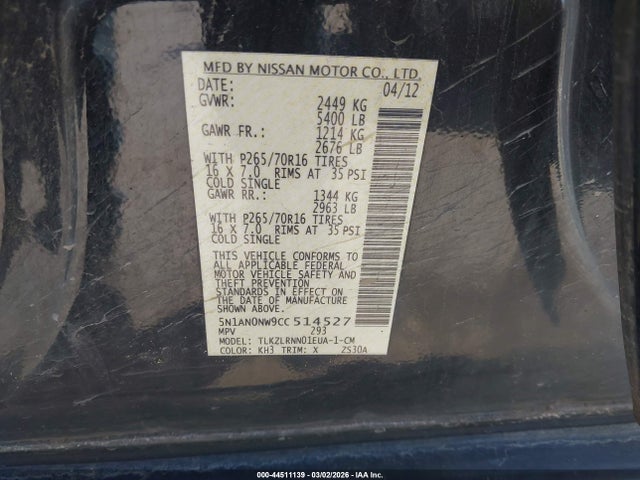 MFD BY NISSAN MOTOR CO., LTD.
DATE: 04/12
GVWR: 2449 KG
5400 LB
GAWR FR.: 1214 KG
2676 LB
WITH P265/70R16 TIRES
16 X 7.0 RIMS AT 35 PSI
COLD SINGLE
GAWR RR.: 1344 KG
2963 LB
WITH P265/70R16 TIRES
16 X 7.0 RIMS AT 35 PSI
COLD SINGLE
THIS VEHICLE CONFORMS TO
ALL APPLICABLE FEDERAL
MOTOR VEHICLE SAFETY AND
THEFT PREVENTION
STANDARDS IN EFFECT ON
THE DATE OF MANUFACTURE
SHOWN ABOVE.
5N1AN0NW9CC514527
MPV 293
MODEL: TLKZLRNN01EUA-1-CM
COLOR: KH3 TRIM: X ZS30A
000-44511139 | 03/02/2026 - IAA Inc.